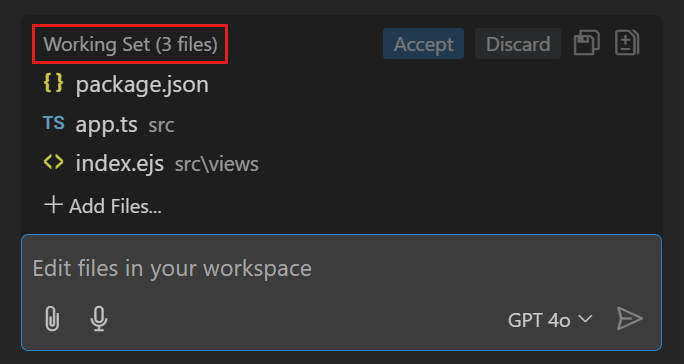 Working Set (3 files) Accept Discard
{} package.json
TS app.ts src
<> index.ejs src\views
+ Add Files...
Edit files in your workspace
GPT 4o